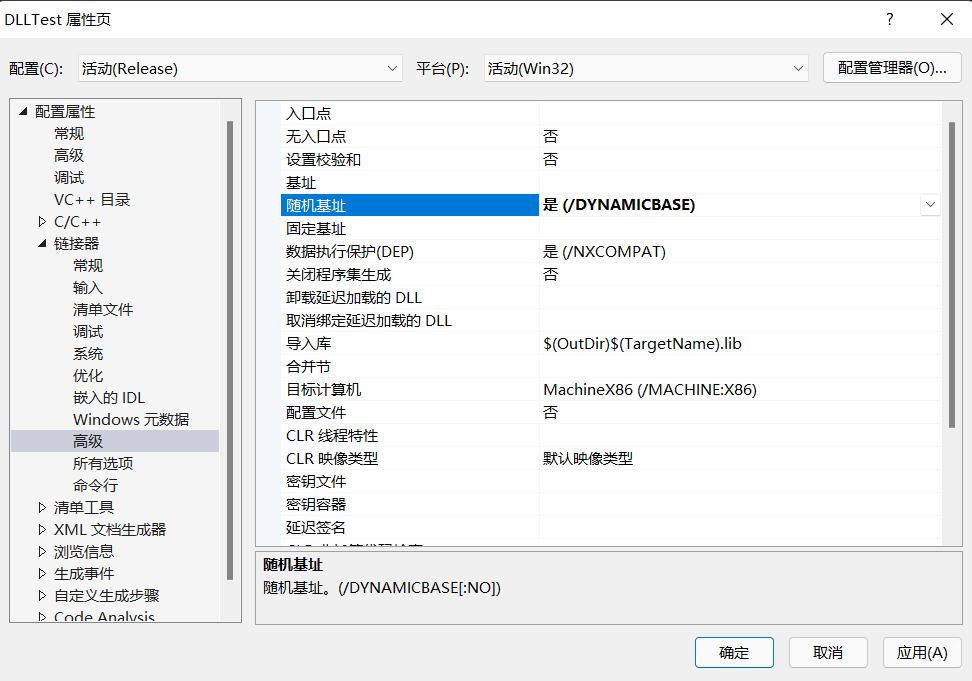 DLLTest 属性页
?
配置(C): 活动(Release) 平台(P): 活动(Win32) 配置管理器(O)...
配置属性
常规
高级
调试
VC++ 目录
C/C++
链接器
常规
输入
清单文件
调试
系统
优化
嵌入的 IDL
Windows 元数据
高级
所有选项
命令行
清单工具
XML 文档生成器
浏览信息
生成事件
自定义生成步骤
Code Analysis
入口点
无入口点 否
设置校验和 否
基址
随机基址 是 (/DYNAMICBASE)
固定基址
数据执行保护(DEP) 是 (/NXCOMPAT)
关闭程序集生成 否
卸载延迟加载的 DLL
取消绑定延迟加载的 DLL
导入库 $(OutDir)$(TargetName).lib
合并节
目标计算机 MachineX86 (/MACHINE:X86)
配置文件 否
CLR 线程特性
CLR 映像类型 默认映像类型
密钥文件
密钥容器
延迟签名
随机基址
随机基址。(/DYNAMICBASE[:NO])
确定 取消 应用(A)